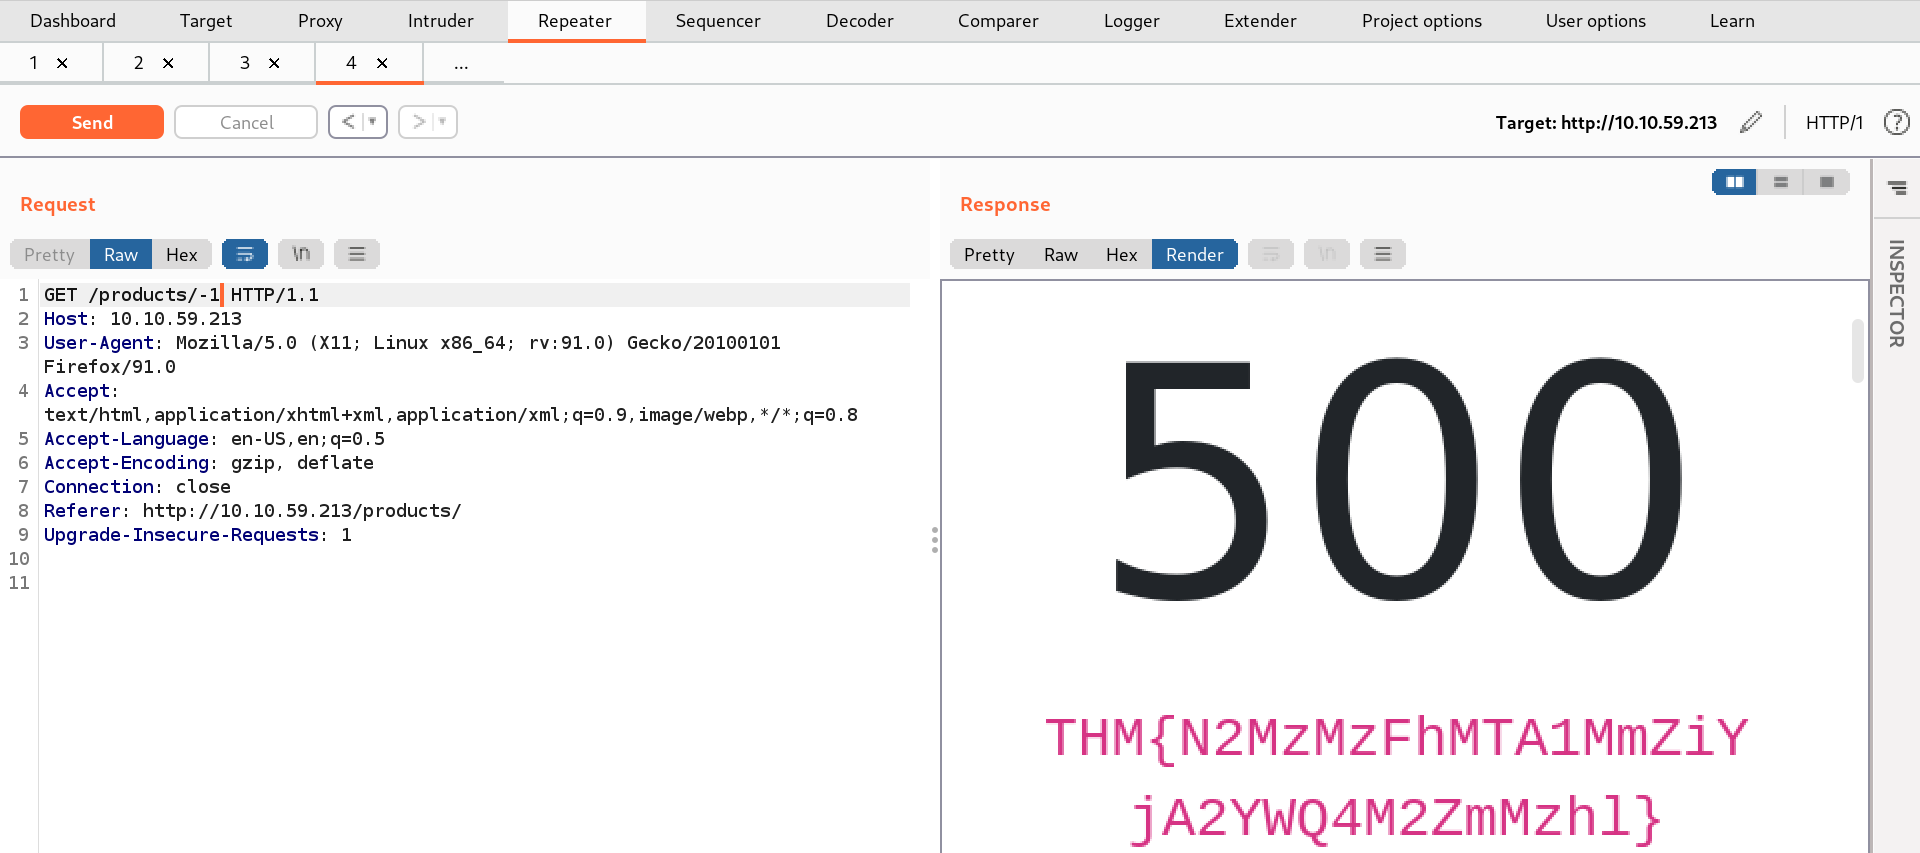 Dashboard Target Proxy Intruder Repeater Sequencer Decoder Comparer Logger Extender Project options User options Learn
1 × 2 × 3 × 4 × ...
Send Cancel < > Target: http://10.10.59.213 HTTP/1 ?
Request
Pretty Raw Hex \n
1 GET /products/-1 HTTP/1.1
2 Host: 10.10.59.213
3 User-Agent: Mozilla/5.0 (X11; Linux x86_64; rv:91.0) Gecko/20100101
Firefox/91.0
4 Accept:
text/html,application/xhtml+xml,application/xml;q=0.9,image/webp,*/*;q=0.8
5 Accept-Language: en-US,en;q=0.5
6 Accept-Encoding: gzip, deflate
7 Connection: close
8 Referer: http://10.10.59.213/products/
9 Upgrade-Insecure-Requests: 1
10
11
Response
Pretty Raw Hex Render \n
500
THM{N2MzMzFhMTA1MmZiY
jA2YWQ4M2ZmMzhl}
INSPECTOR